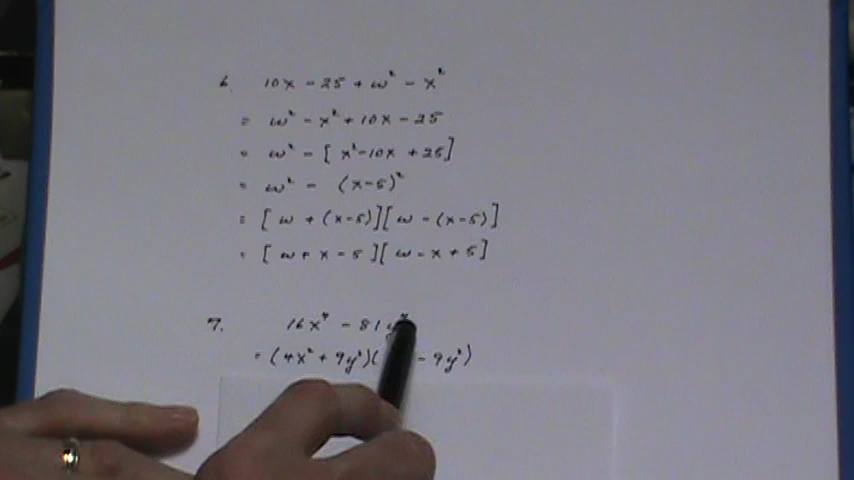 6. 10x - 25 + w² - x²
= w² - x² + 10x - 25
= w² - [x² - 10x + 25]
= w² - (x-5)²
= [w + (x-5)][w - (x-5)]
= [w + x - 5][w - x + 5]
7. 16x⁴ - 81y⁴
= (4x² + 9y²)( - 9y²)